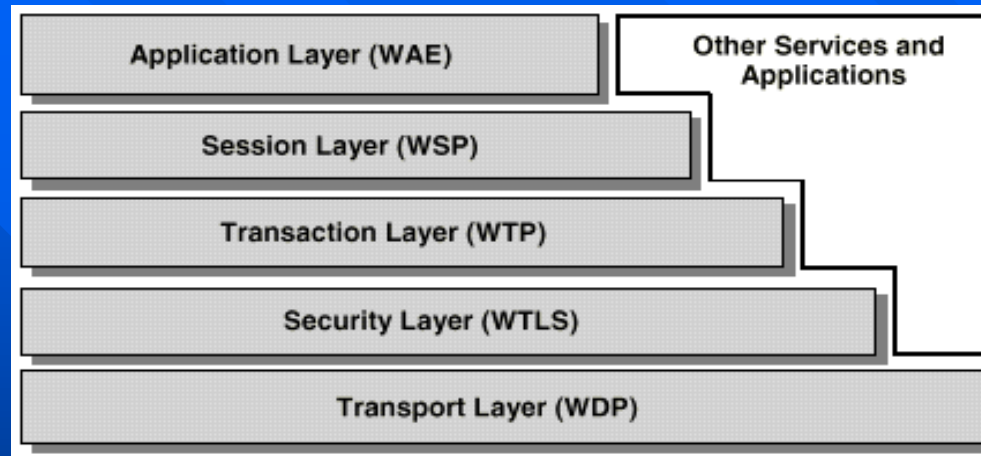 Application Layer (WAE)
Other Services and
Applications
Session Layer (WSP)
Transaction Layer (WTP)
Security Layer (WTLS)
Transport Layer (WDP)